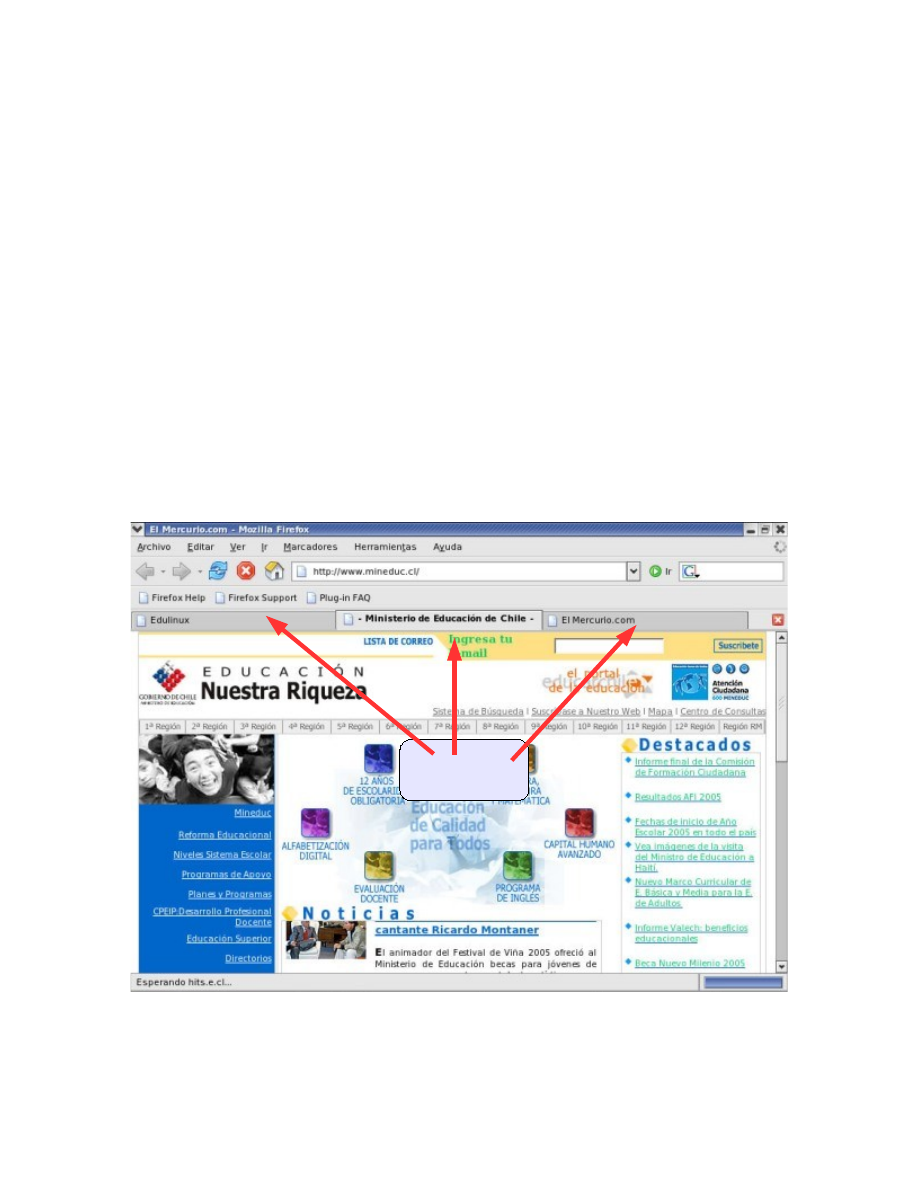 El Mercurio.com - Mozilla Firefox
Archivo Editar Ver Ir Marcadores Herramientas Ayuda
http://www.mineduc.cl/ Ir G
Firefox Help Firefox Support Plug-in FAQ
Edulinux - Ministerio de Educación de Chile - El Mercurio.com
LISTA DE CORREO Ingresa tu Suscríbete
mail
EDUCACIÓN
Nuestra Riqueza
GOBIERNO DE CHILE
MINISTERIO DE EDUCACIÓN
educarchile
el portal
de la educación
Atención
Ciudadana
600 MINEDUC
Sistema de Búsqueda | Suscríbase a Nuestro Web | Mapa | Centro de Consultas
1ª Región 2ª Región 3ª Región 4ª Región 5ª Región 6ª Región 7ª Región 8ª Región 9ª Región 10ª Región 11ª Región 12ª Región Región RM
Mineduc
Reforma Educacional
Niveles Sistema Escolar
Programas de Apoyo
Planes y Programas
CPEIP:Desarrollo Profesional
Docente
Educación Superior
Directorios
12 AÑOS
DE ESCOLARID
OBLIGATORIA
MATEMÁTICA
Educación
de Calidad
para Todos
ALFABETIZACIÓN
DIGITAL
CAPITAL HUMANO
AVANZADO
EVALUACIÓN
DOCENTE
PROGRAMA
DE INGLÉS
Noticias
cantante Ricardo Montaner
El animador del Festival de Viña 2005 ofreció al
Ministerio de Educación becas para jóvenes de
Destacados
Informe final de la Comisión
de Formación Ciudadana
Resultados AFI 2005
Fechas de inicio de Año
Escolar 2005 en todo el país
Vea imágenes de la visita
del Ministro de Educación a
Haití.
Nuevo Marco Curricular de
E. Básica y Media para la E.
de Adultos
Informe Valech: beneficios
educacionales
Beca Nuevo Milenio 2005
Esperando hits.e.cl...